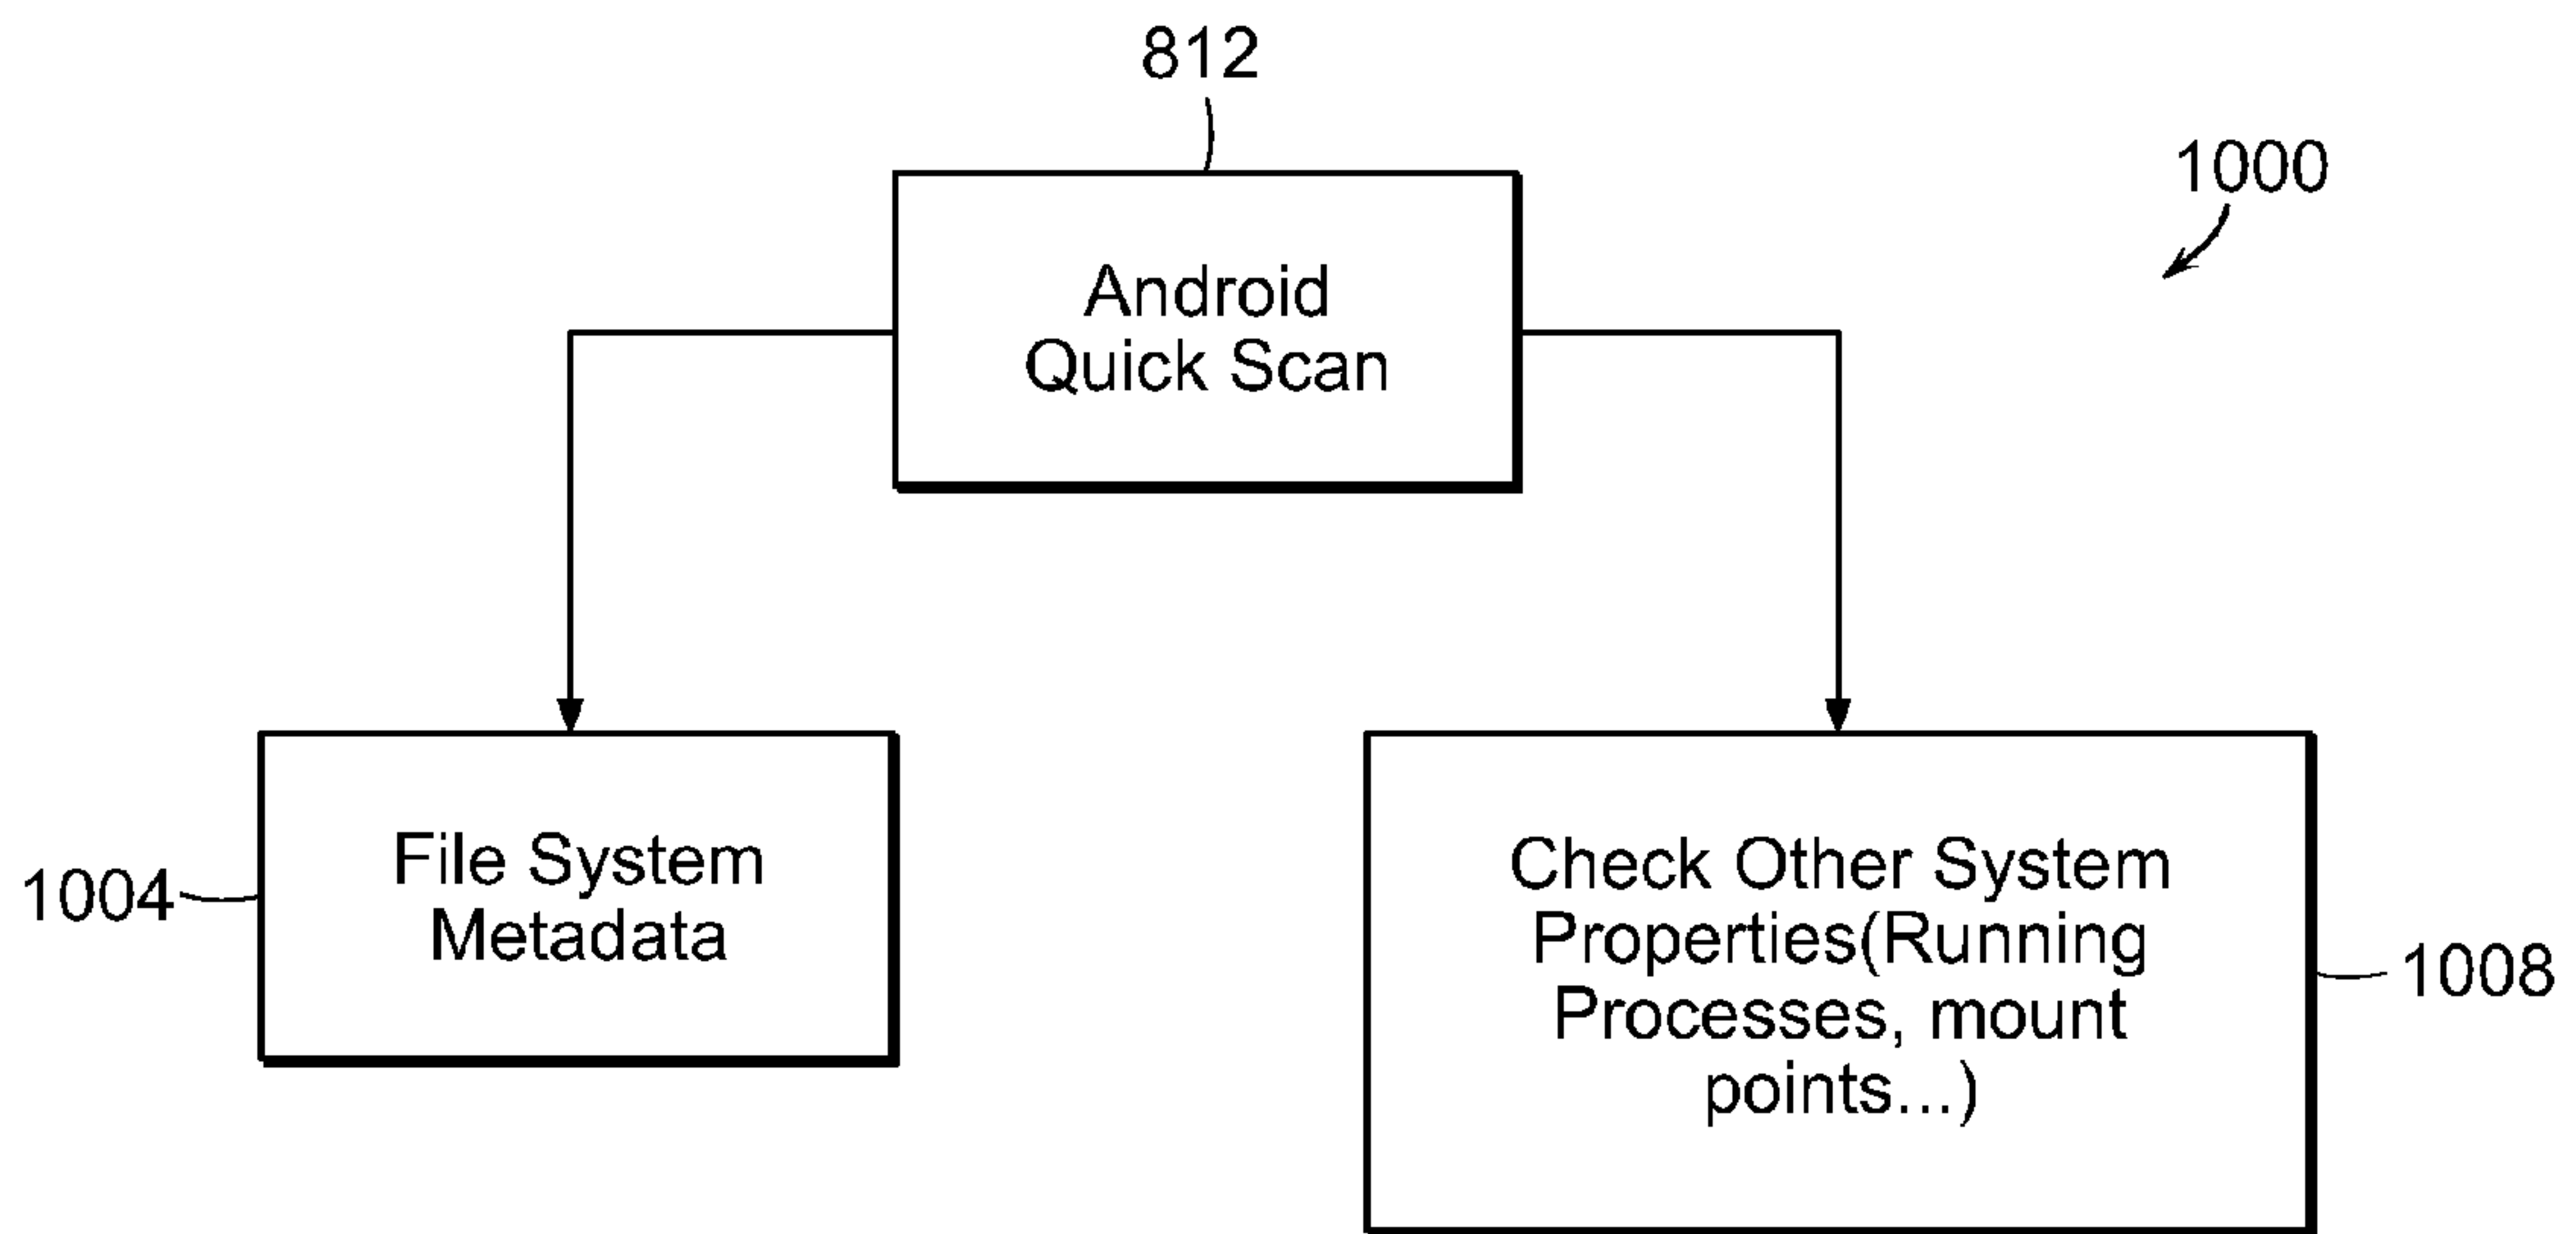 812
1000
Android
Quick Scan
File System
Metadata
1004
Check Other System
Properties(Running
Processes, mount
points...)
1008